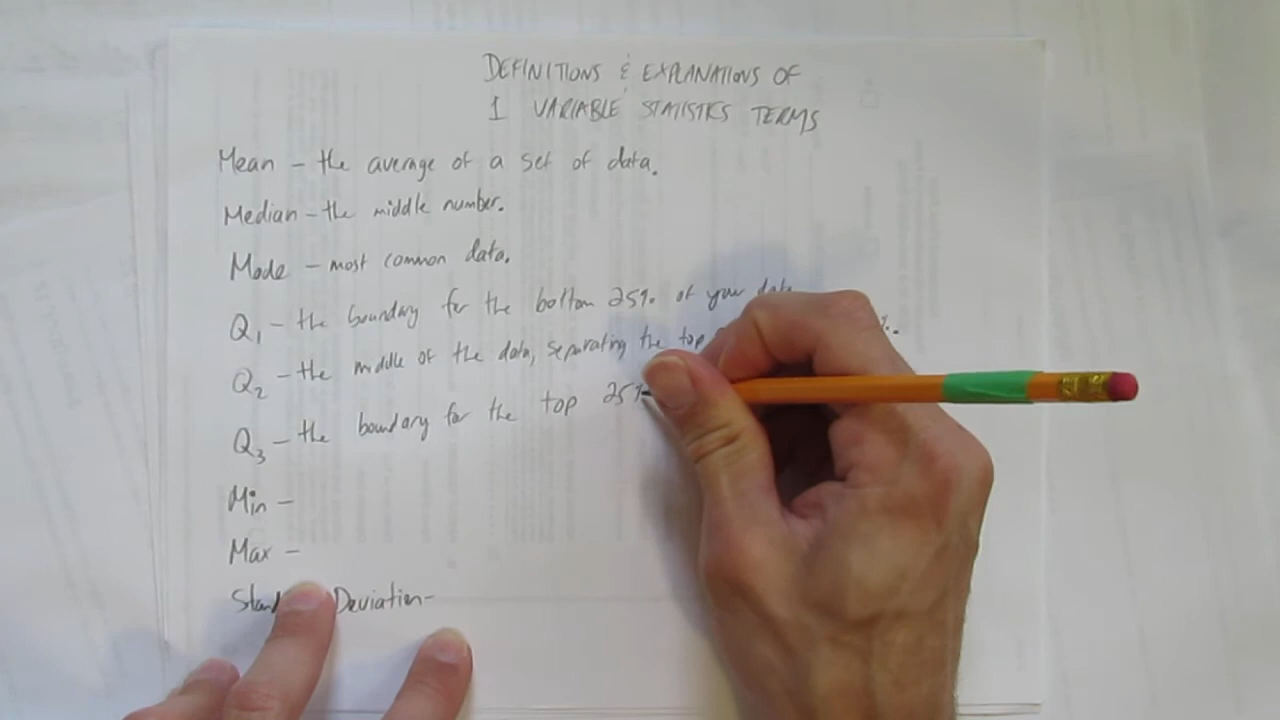 DEFINITIONS & EXPLANATIONS OF
1 VARIABLE STATISTICS TERMS
Mean - the average of a set of data.
Median - the middle number.
Mode - most common data.
Q1 - the boundary for the bottom 25% of your data
Q2 - the middle of the data, separating the top
Q3 - the boundary for the top 25%
Min -
Max -
Deviation-